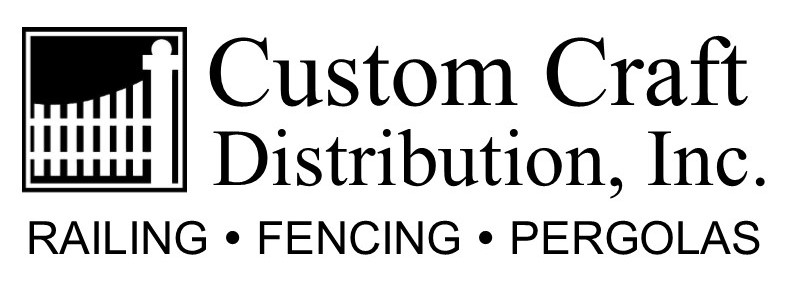 Custom Craft
Distribution, Inc.
RAILING • FENCING • PERGOLAS